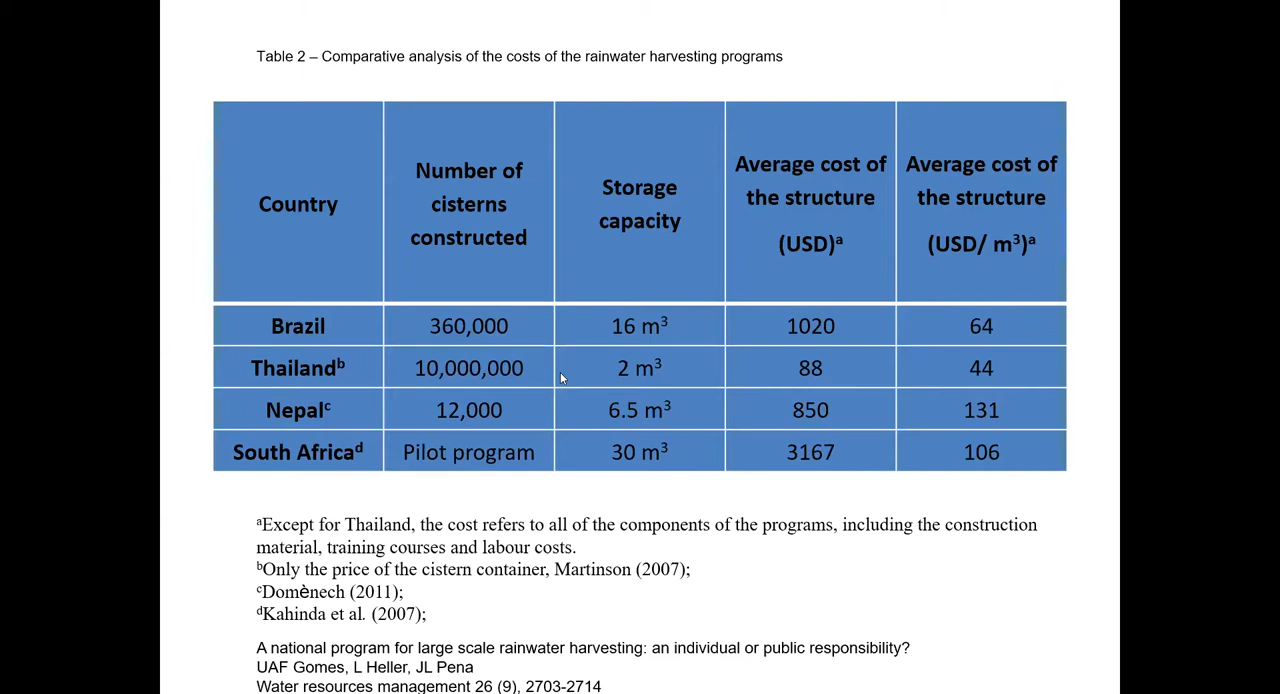 Table 2 – Comparative analysis of the costs of the rainwater harvesting programs
Country
Number of
cisterns
constructed
Storage
capacity
Average cost of
the structure
(USD)ᵃ
Average cost of
the structure
(USD/ m³)ᵃ
Brazil 360,000 16 m³ 1020 64
Thailandᵇ 10,000,000 2 m³ 88 44
Nepalᶜ 12,000 6.5 m³ 850 131
South Africaᵈ Pilot program 30 m³ 3167 106
ᵃExcept for Thailand, the cost refers to all of the components of the programs, including the construction
material, training courses and labour costs.
ᵇOnly the price of the cistern container, Martinson (2007);
ᶜDomènech (2011);
ᵈKahinda et al. (2007);
A national program for large scale rainwater harvesting: an individual or public responsibility?
UAF Gomes, L Heller, JL Pena
Water resources management 26 (9), 2703-2714